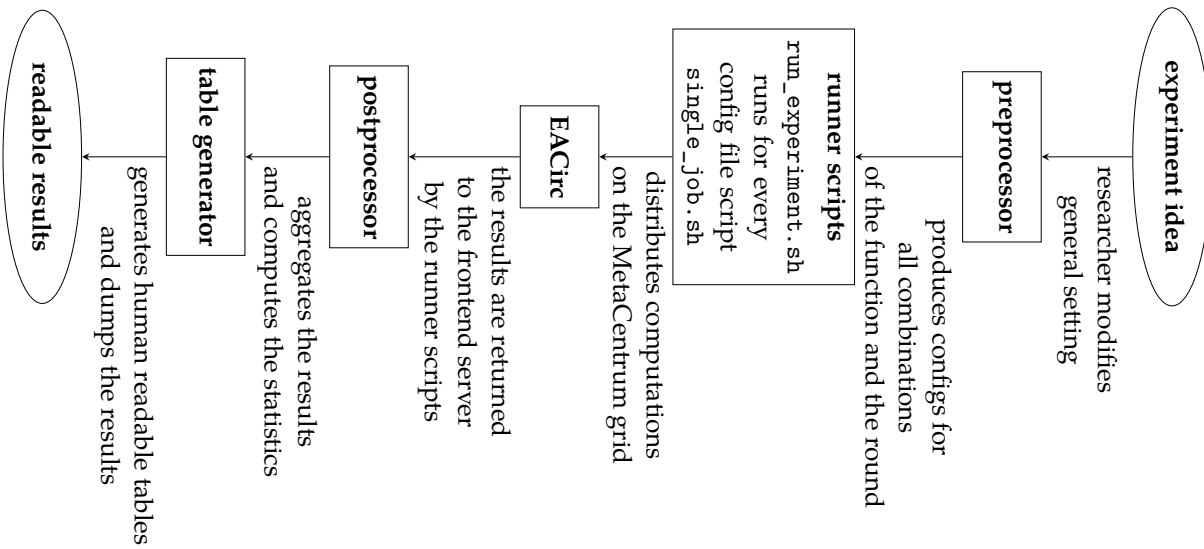 experiment idea
researcher modifies
general setting
preprocessor
produces configs for
all combinations
of the function and the round
runner scripts
run_experiment.sh
runs for every
config file script
single_job.sh
distributes computations
on the MetaCentrum grid
EACirc
the results are returned
to the frontend server
by the runner scripts
postprocessor
aggregates the results
and computes the statistics
table generator
generates human readable tables
and dumps the results
readable results